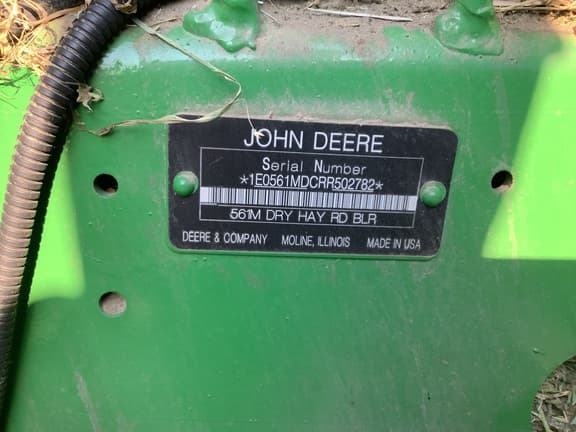 JOHN DEERE
Serial Number
*1E0561MDCRR502782*
561M DRY HAY RD BLR
DEERE & COMPANY MOLINE, ILLINOIS MADE IN USA